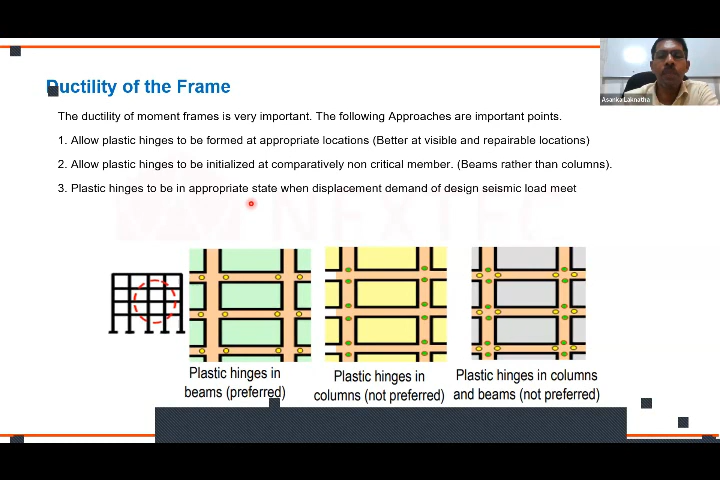 Asanka Laknatha
Ductility of the Frame
The ductility of moment frames is very important. The following Approaches are important points.
1. Allow plastic hinges to be formed at appropriate locations (Better at visible and repairable locations)
2. Allow plastic hinges to be initialized at comparatively non critical member. (Beams rather than columns).
3. Plastic hinges to be in appropriate state when displacement demand of design seismic load meet
NEXTEC
Plastic hinges in
beams (preferred)
Plastic hinges in
columns (not preferred)
Plastic hinges in columns
and beams (not preferred)